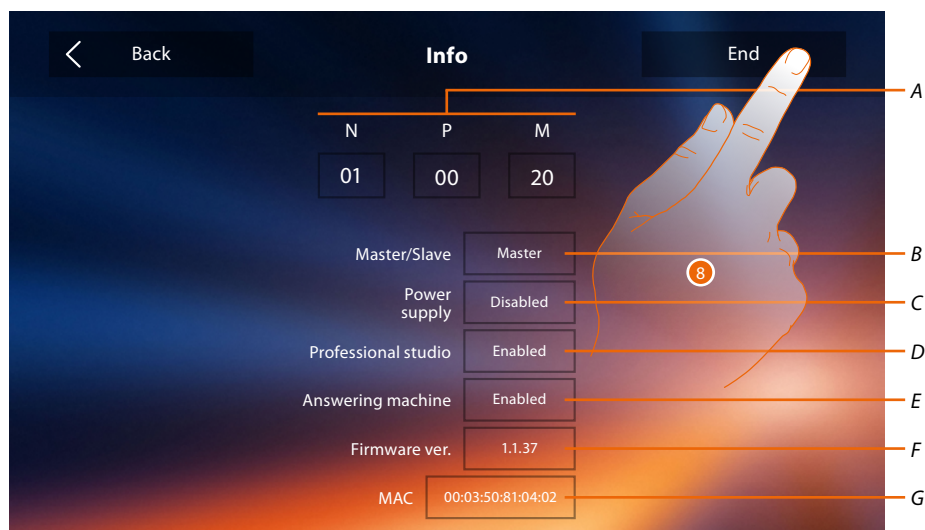 Back
Info
End
A
N P M
01 00 20
Master/Slave Master B
8
Power
supply Disabled C
Professional studio Enabled D
Answering machine Enabled E
Firmware ver. 1.1.37 F
MAC 00:03:50:81:04:02 G